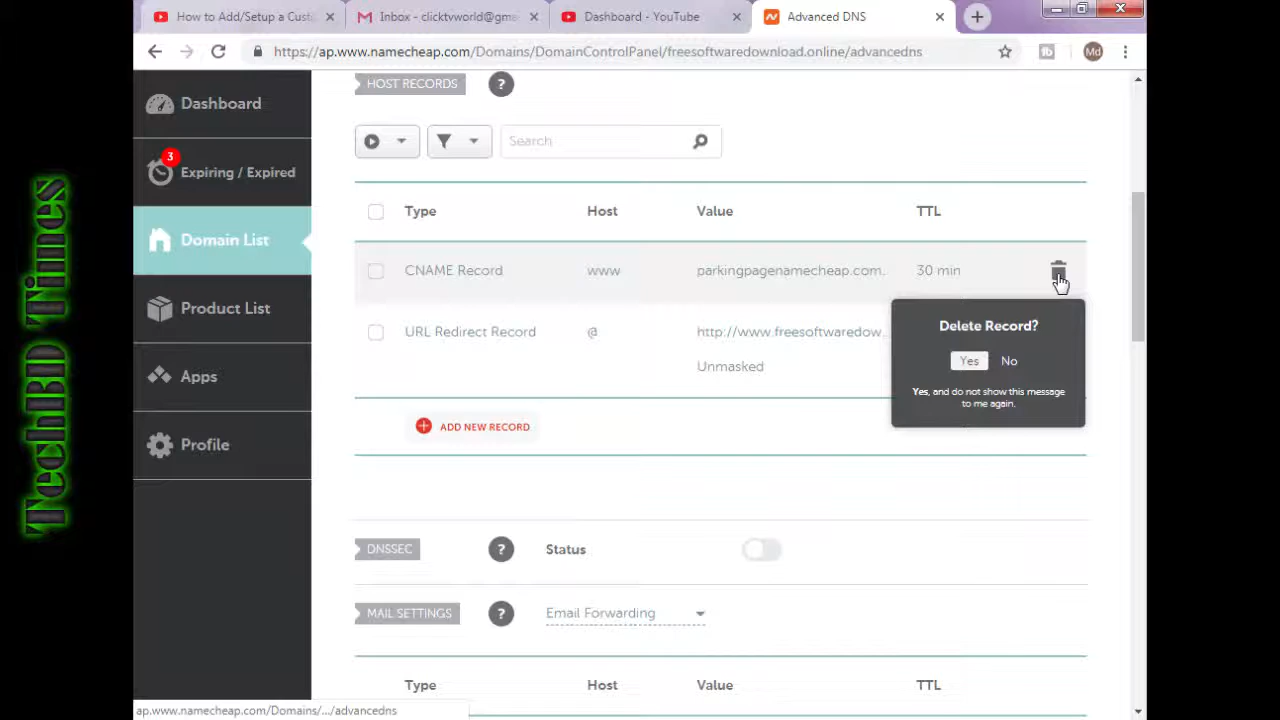 How to Add/Setup a Cust
Inbox - clicktvworld@gma
Dashboard - YouTube
Advanced DNS
https://ap.www.namecheap.com/Domains/DomainControlPanel/freesoftwaredownload.online/advancedns
Md
TechBD Times
Dashboard
3
Expiring / Expired
Domain List
Product List
Apps
Profile
HOST RECORDS
?
Search
Type Host Value TTL
CNAME Record www parkingpagenamecheap.com. 30 min
URL Redirect Record @ http://www.freesoftwaredow...
Unmasked
Delete Record?
Yes No
Yes, and do not show this message
to me again.
ADD NEW RECORD
DNSSEC ? Status
MAIL SETTINGS ? Email Forwarding
Type Host Value TTL
ap.www.namecheap.com/Domains/.../advancedns